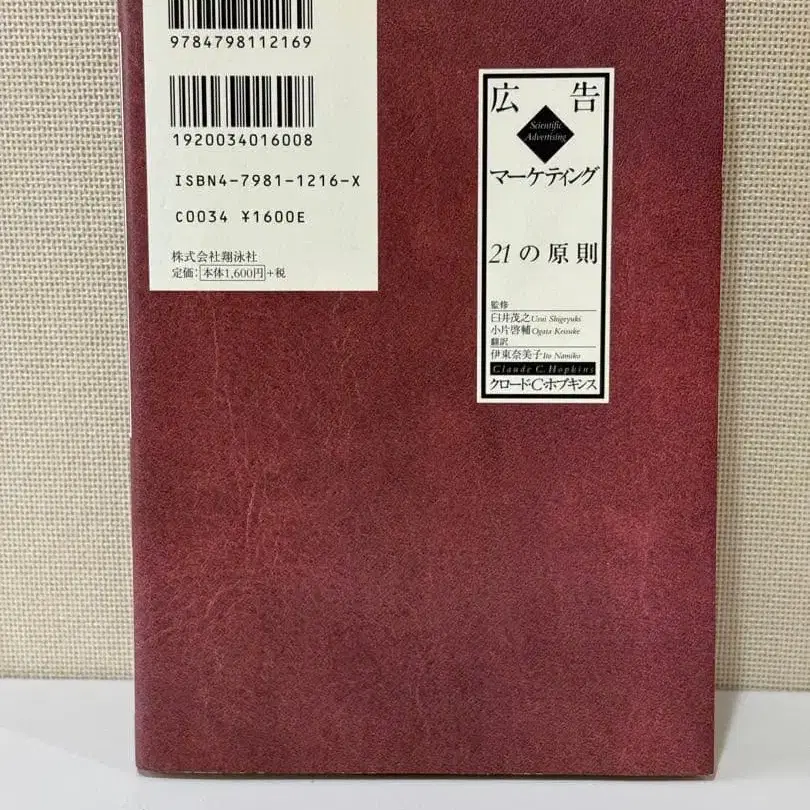 9784798112169
1920034016008
ISBN4-7981-1216-X
C0034 ¥1600E
株式会社翔泳社
定価:本体1,600円+税
広告
Scientific
Advertising
マーケティング
21の原則
監修
臼井茂之 Usui Shigeyuki
小片啓輔 Ogata Keisuke
翻訳
伊東奈美子 Ito Namiko
Claude C. Hopkins
クロード・C・ホプキンス